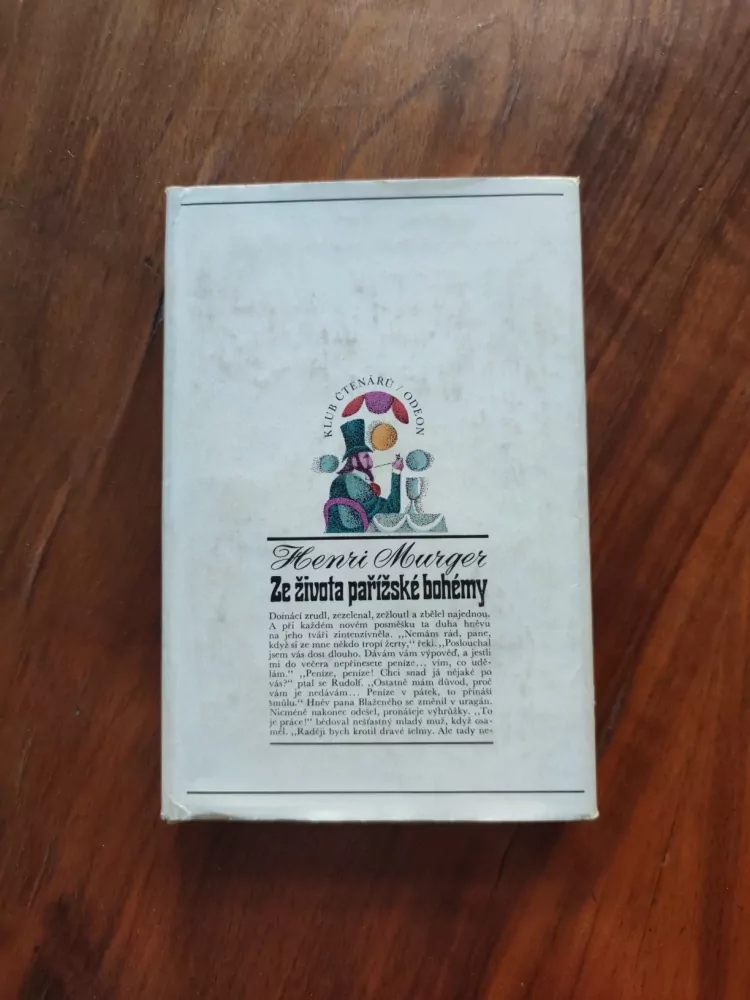 KLUB ČTENÁRŮ / ODEON
Henri Murger
Ze života pařížské bohémy
Domácí zrudl, zezelenal, zežloutl a zbělel najednou.
A při každém novém posměšku ta duha hněvu
na jeho tváři zintenzivněla. „Nemám rád, pane,
když si ze mne někdo tropí žerty,“ řekl. „Poslouchal
jsem vás dost dlouho. Dávám vám výpověď, a jestli
mi do večera nepřinesete peníze... vím, co udě-
lám.“ „Peníze, peníze! Chci snad já nějaké po
vás?“ ptal se Rudolf. „Ostatně mám důvod, proč
vám je nedávám... Peníze v pátek, to přináší
smůlu.“ Hněv pana Blaženého se změnil v uragán.
Nicméně nakonec odešel, pronášeje výhrůžky. „To
je práce!“ bědoval nešťastný mladý muž, když osa-
měl. „Raději bych krotil dravé šelmy. Ale tady ne-